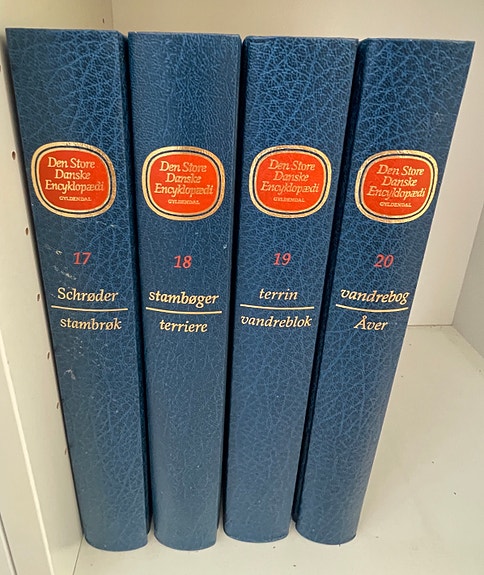 Den Store
Danske
Encyklopædi
GYLDENDAL
17
Schrøder
stambrøk
Den Store
Danske
Encyklopædi
GYLDENDAL
18
stambøger
terriere
Den Store
Danske
Encyklopædi
GYLDENDAL
19
terrin
vandreblok
Den Store
Danske
Encyklopædi
GYLDENDAL
20
vandrebog
Åver